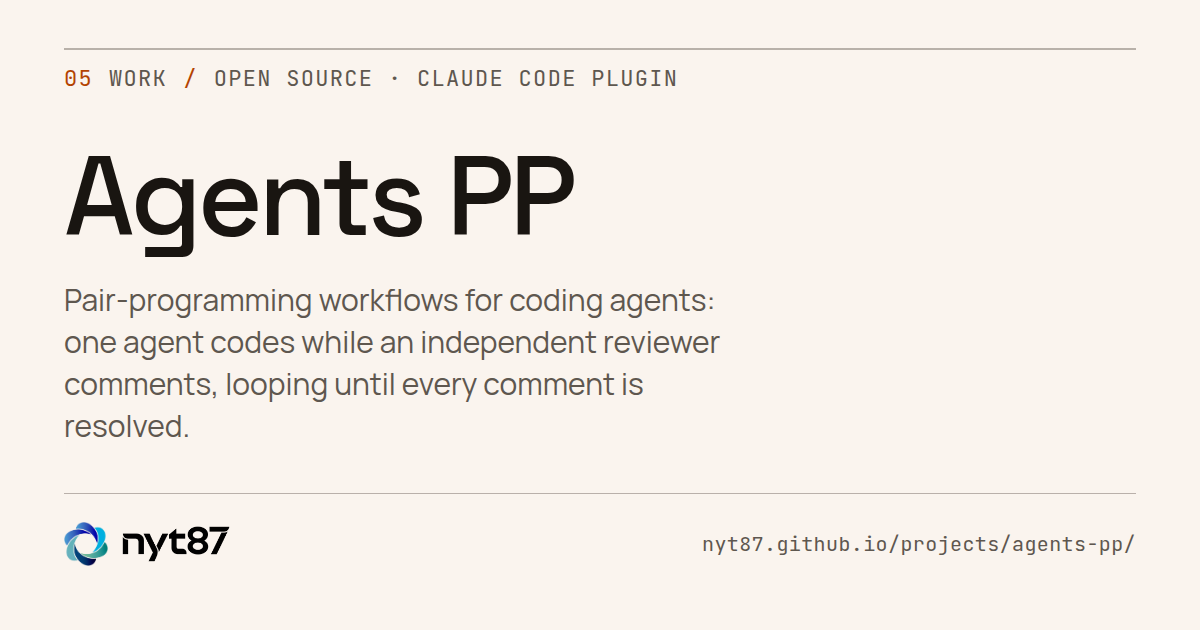 05 WORK / OPEN SOURCE · CLAUDE CODE PLUGIN
Agents PP
Pair-programming workflows for coding agents:
one agent codes while an independent reviewer
comments, looping until every comment is
resolved.
nyt87
nyt87.github.io/projects/agents-pp/